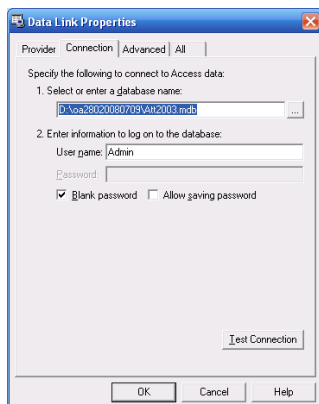 Data Link Properties
Provider Connection Advanced All
Specify the following to connect to Access data:
1. Select or enter a database name:
D:\oa28020080709\Att2003.mdb ...
2. Enter information to log on to the database:
User name: Admin
Password:
Blank password Allow saving password
Test Connection
OK Cancel Help